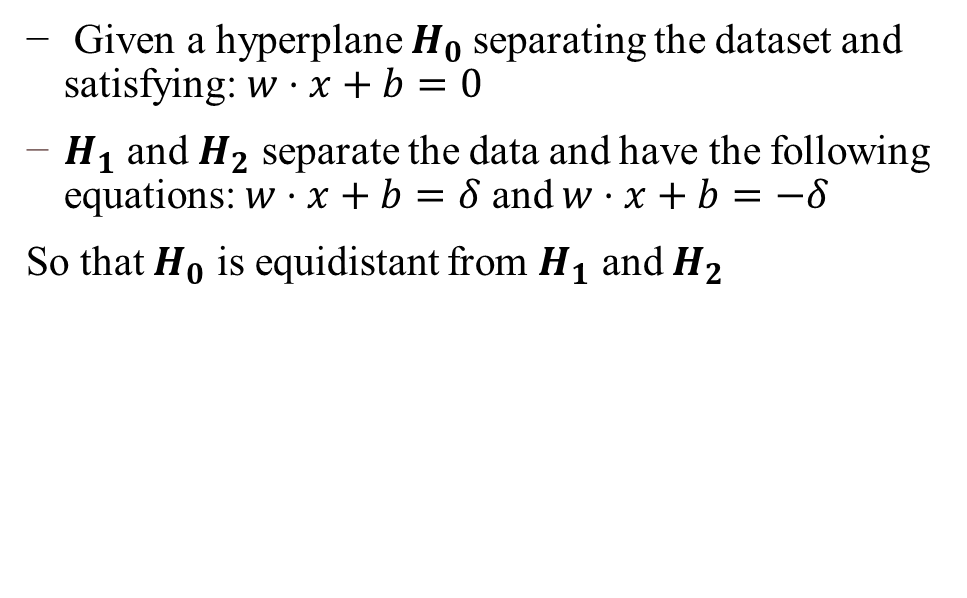 – Given a hyperplane H₀ separating the dataset and
satisfying: w · x + b = 0
– H₁ and H₂ separate the data and have the following
equations: w · x + b = δ and w · x + b = −δ
So that H₀ is equidistant from H₁ and H₂